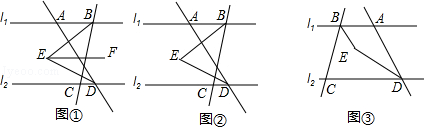 l₁ A B
E F
l₂ C D
图①
l₁ A B
E
l₂ C D
图②
l₁ B A
E
l₂ C D
图③